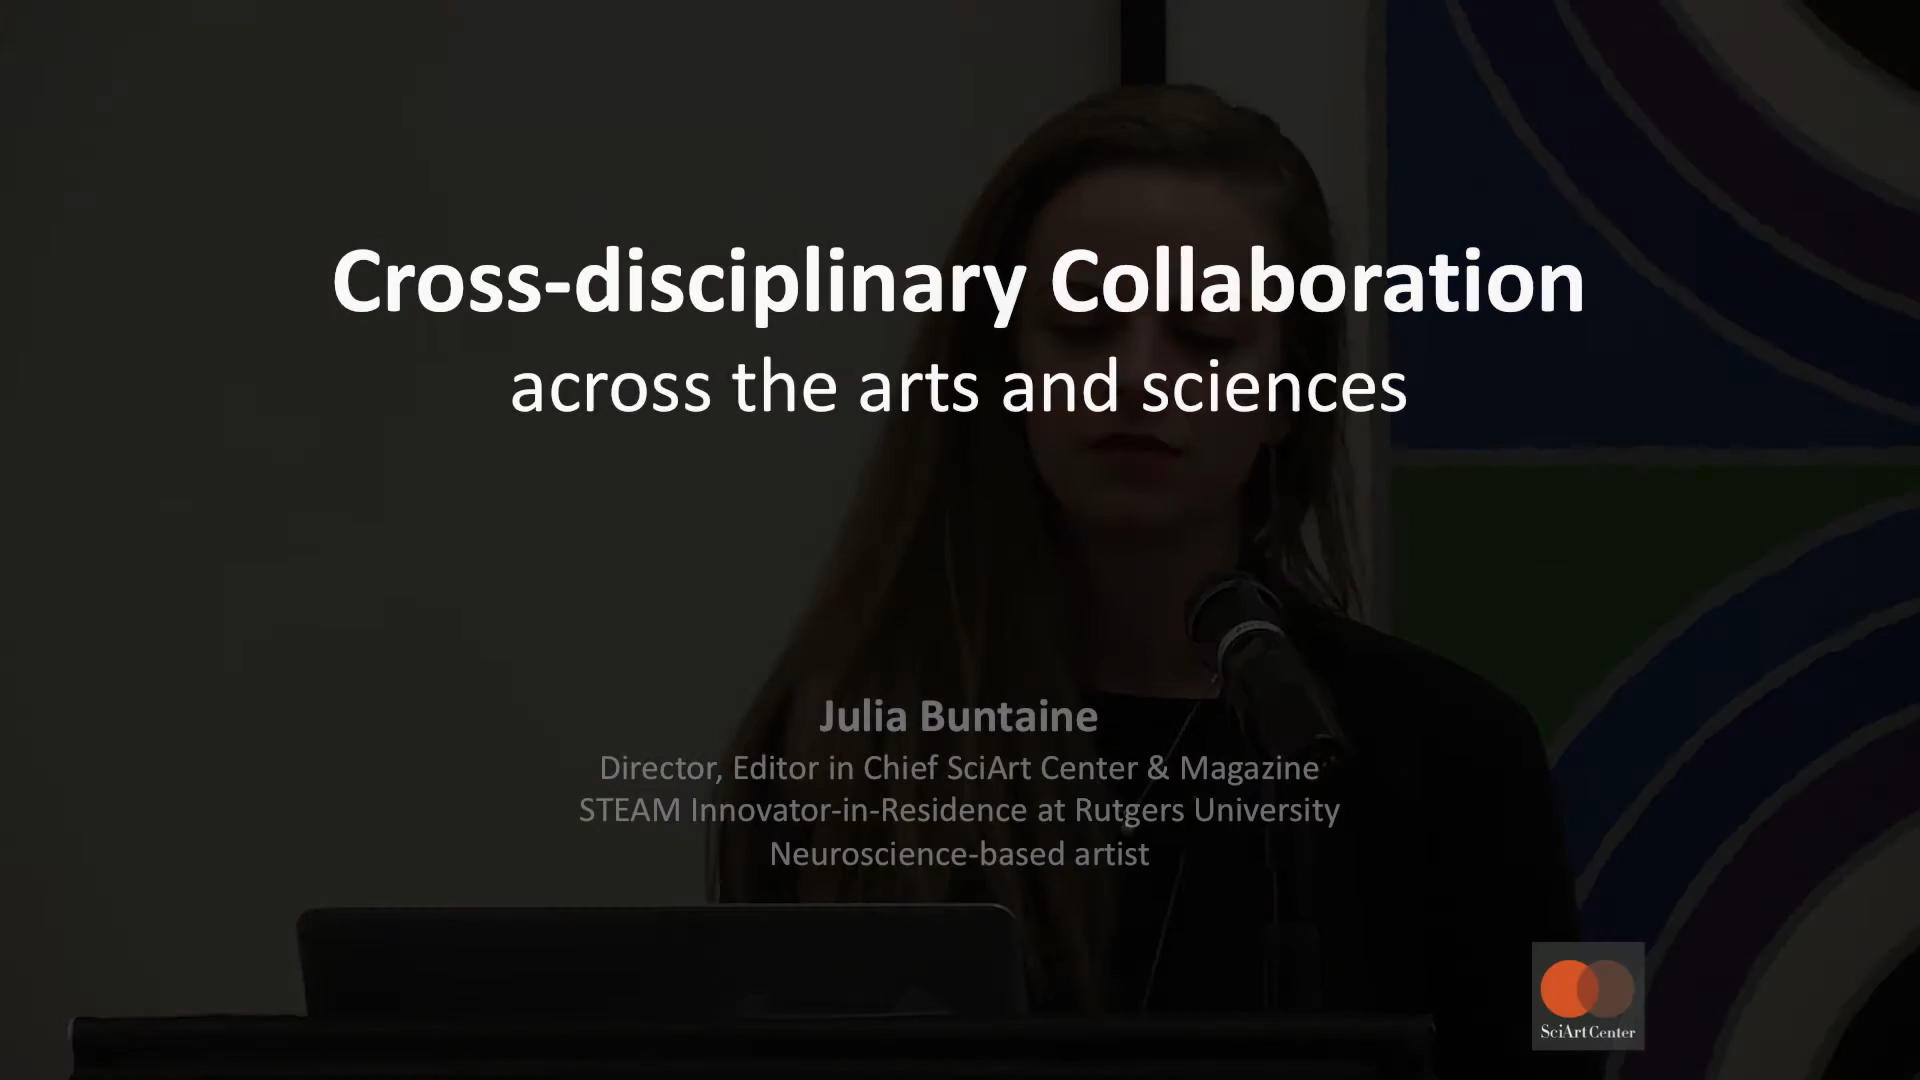 Cross-disciplinary Collaboration
across the arts and sciences
Julia Buntaine
Director, Editor in Chief SciArt Center & Magazine
STEAM Innovator-in-Residence at Rutgers University
Neuroscience-based artist
SciArt Center